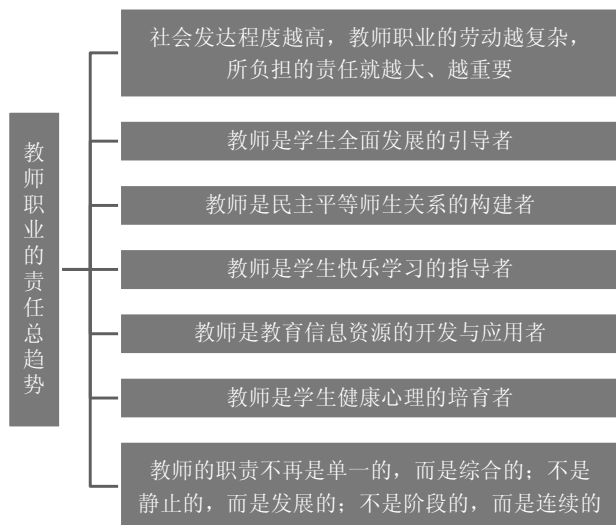 教师职业的责任总趋势
社会发达程度越高，教师职业的劳动越复杂，
所负担的责任就越大、越重要
教师是学生全面发展的引导者
教师是民主平等师生关系的构建者
教师是学生快乐学习的指导者
教师是教育信息资源的开发与应用者
教师是学生健康心理的培育者
教师的职责不再是单一的，而是综合的；不是
静止的，而是发展的；不是阶段的，而是连续的